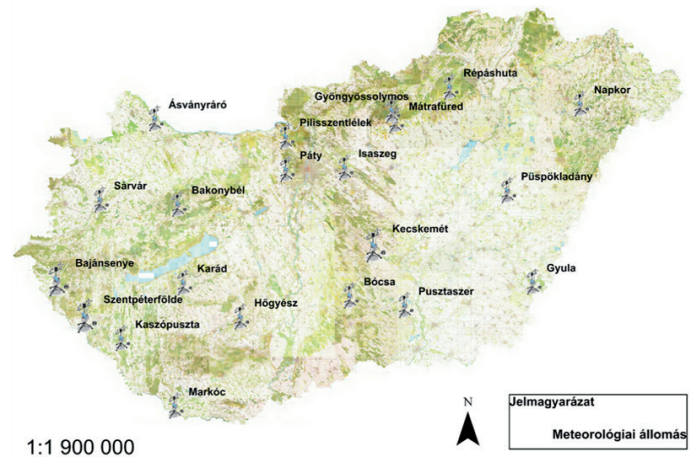 Répáshuta
Napkor
Gyöngyössolymos
Ásványráró
Mátrafüred
Pilisszentlélek
Páty
Isaszeg
Püspökladány
Sárvár
Bakonybél
Kecskemét
Bajánsenye
Karád
Gyula
Bócsa
Pusztaszer
Szentpéterfölde
Hőgyész
Kaszópuszta
Markóc
N
Jelmagyarázat
Meteorológiai állomás
1:1 900 000